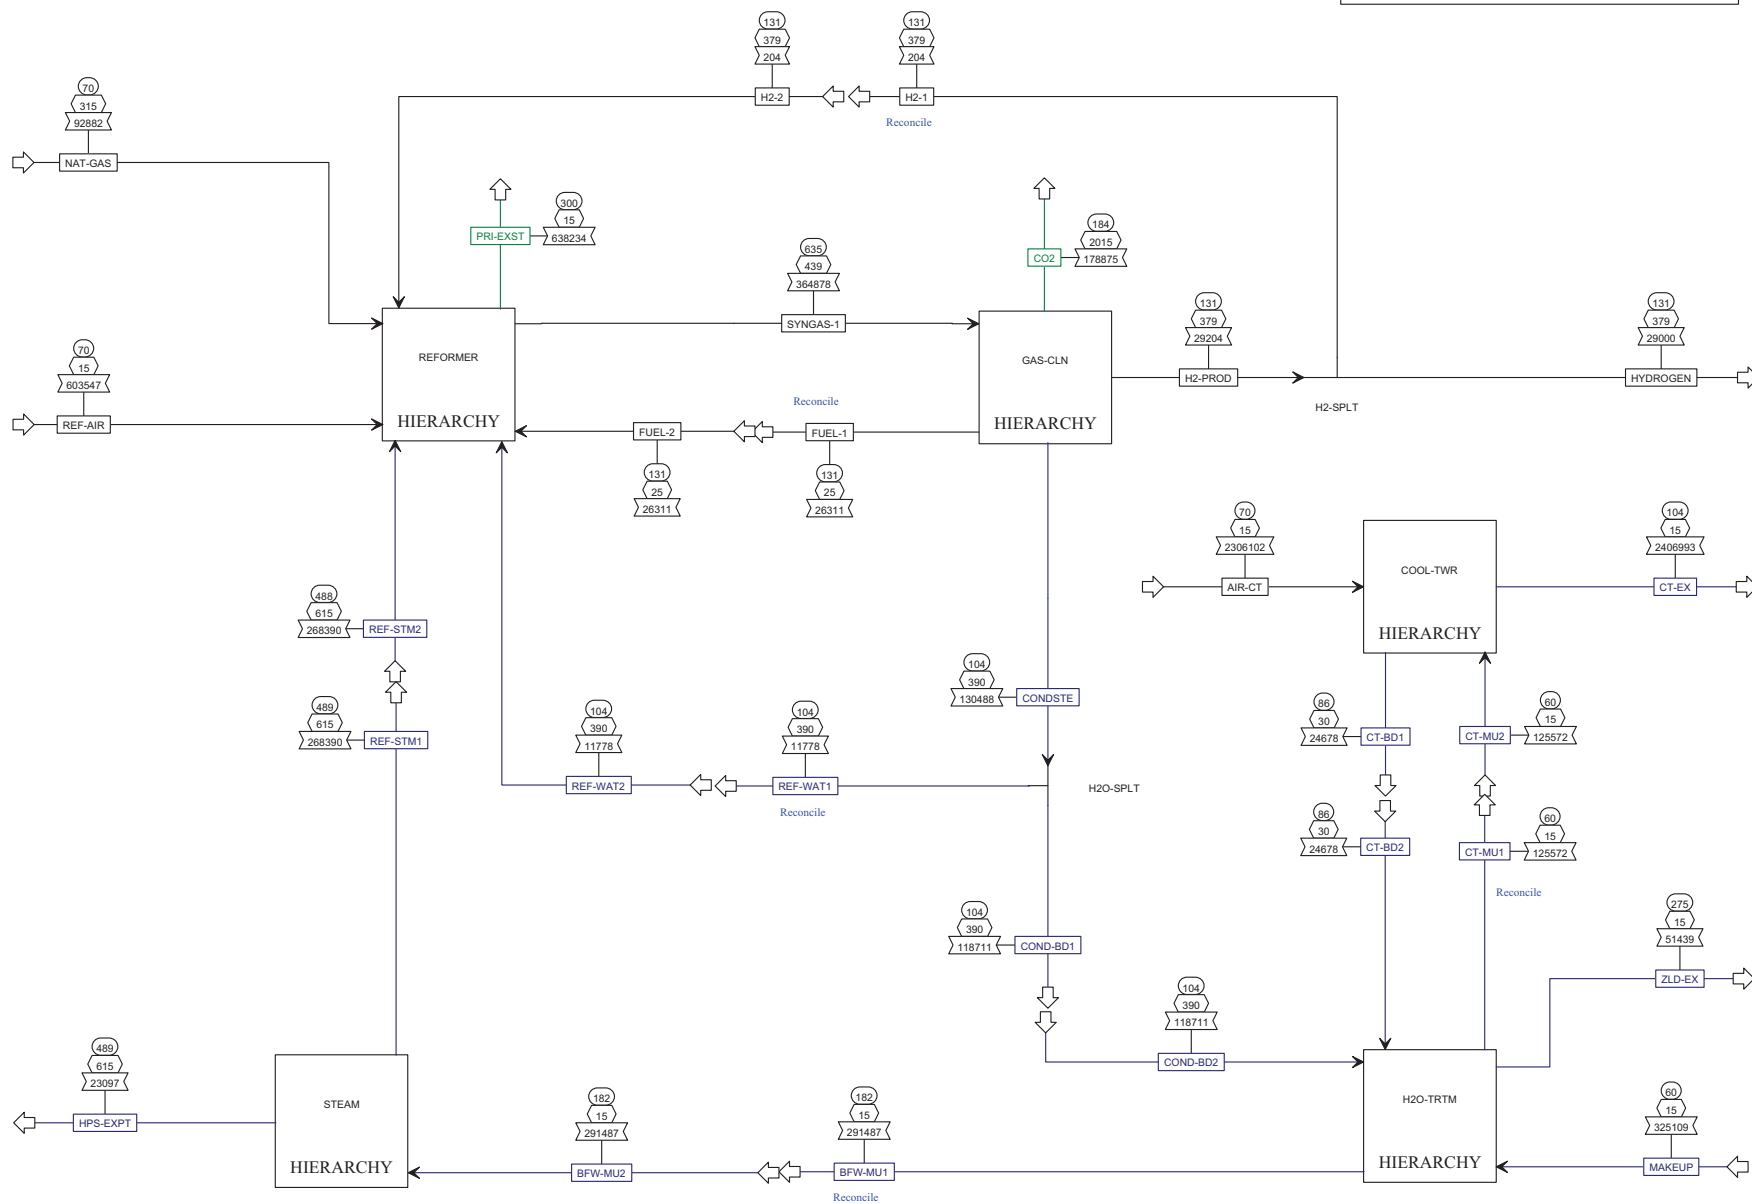 131
379
204
H2-2
131
379
204
H2-1
Reconcile
70
315
92882
NAT-GAS
300
15
638234
PRI-EXST
184
2015
178875
CO2
635
439
364878
SYNGAS-1
131
379
29204
H2-PROD
131
379
29000
HYDROGEN
H2-SPLT
REFORMER
HIERARCHY
GAS-CLN
HIERARCHY
70
15
603547
REF-AIR
Reconcile
FUEL-2
131
25
26311
FUEL-1
131
25
26311
70
15
2306102
AIR-CT
COOL-TWR
HIERARCHY
104
15
2406993
CT-EX
488
615
268390
REF-STM2
489
615
268390
REF-STM1
104
390
130488
CONDSTE
104
390
11778
REF-WAT2
104
390
11778
REF-WAT1
Reconcile
H2O-SPLT
86
30
24678
CT-BD1
60
15
125572
CT-MU2
86
30
24678
CT-BD2
60
15
125572
CT-MU1
Reconcile
104
390
118711
COND-BD1
275
15
51439
ZLD-EX
104
390
118711
COND-BD2
489
615
23097
HPS-EXPT
STEAM
HIERARCHY
182
15
291487
BFW-MU2
182
15
291487
BFW-MU1
Reconcile
H2O-TRTM
HIERARCHY
60
15
325109
MAKEUP